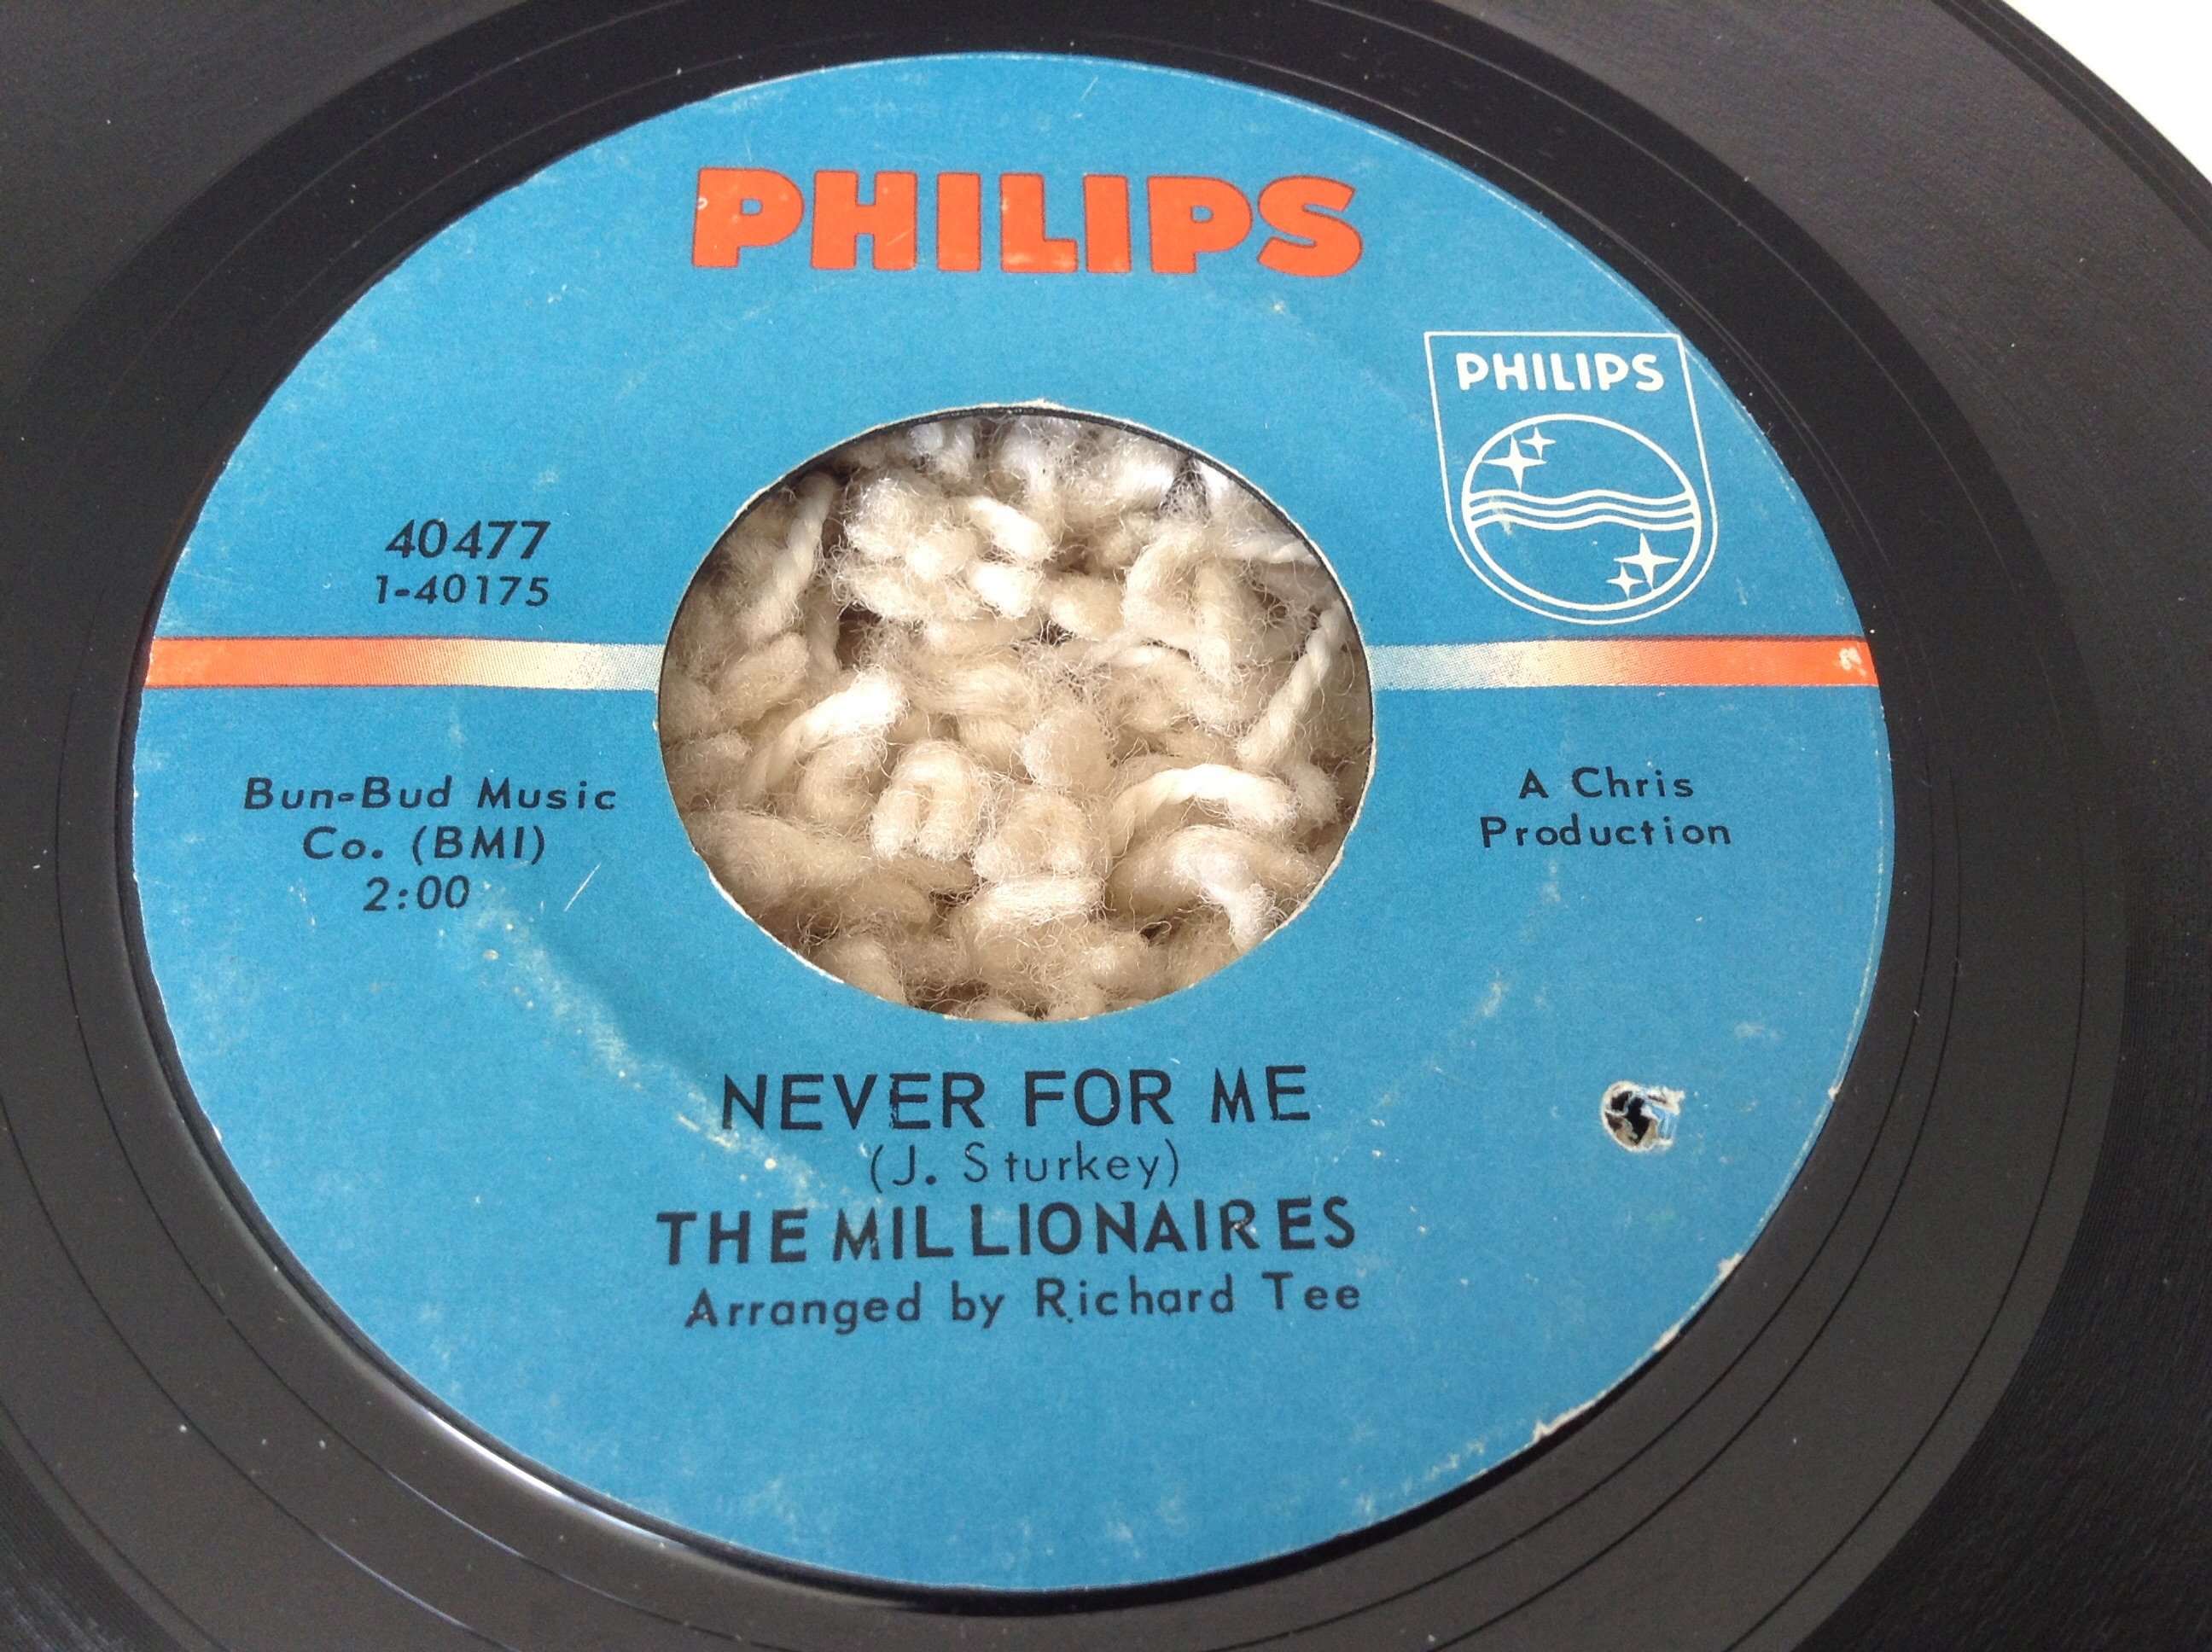 PHILIPS
PHILIPS
40477
1-40175
Bun-Bud Music
Co. (BMI)
2:00
A Chris
Production
NEVER FOR ME
(J. Sturkey)
THE MILLIONAIRES
Arranged by Richard Tee